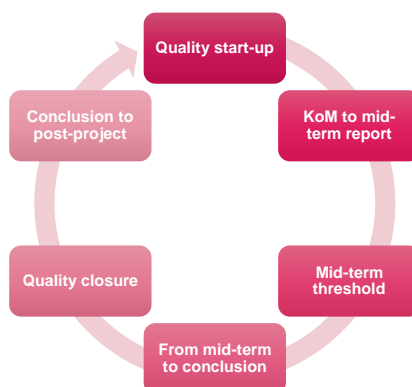 Quality start-up
KoM to mid-
term report
Mid-term
threshold
From mid-term
to conclusion
Quality closure
Conclusion to
post-project